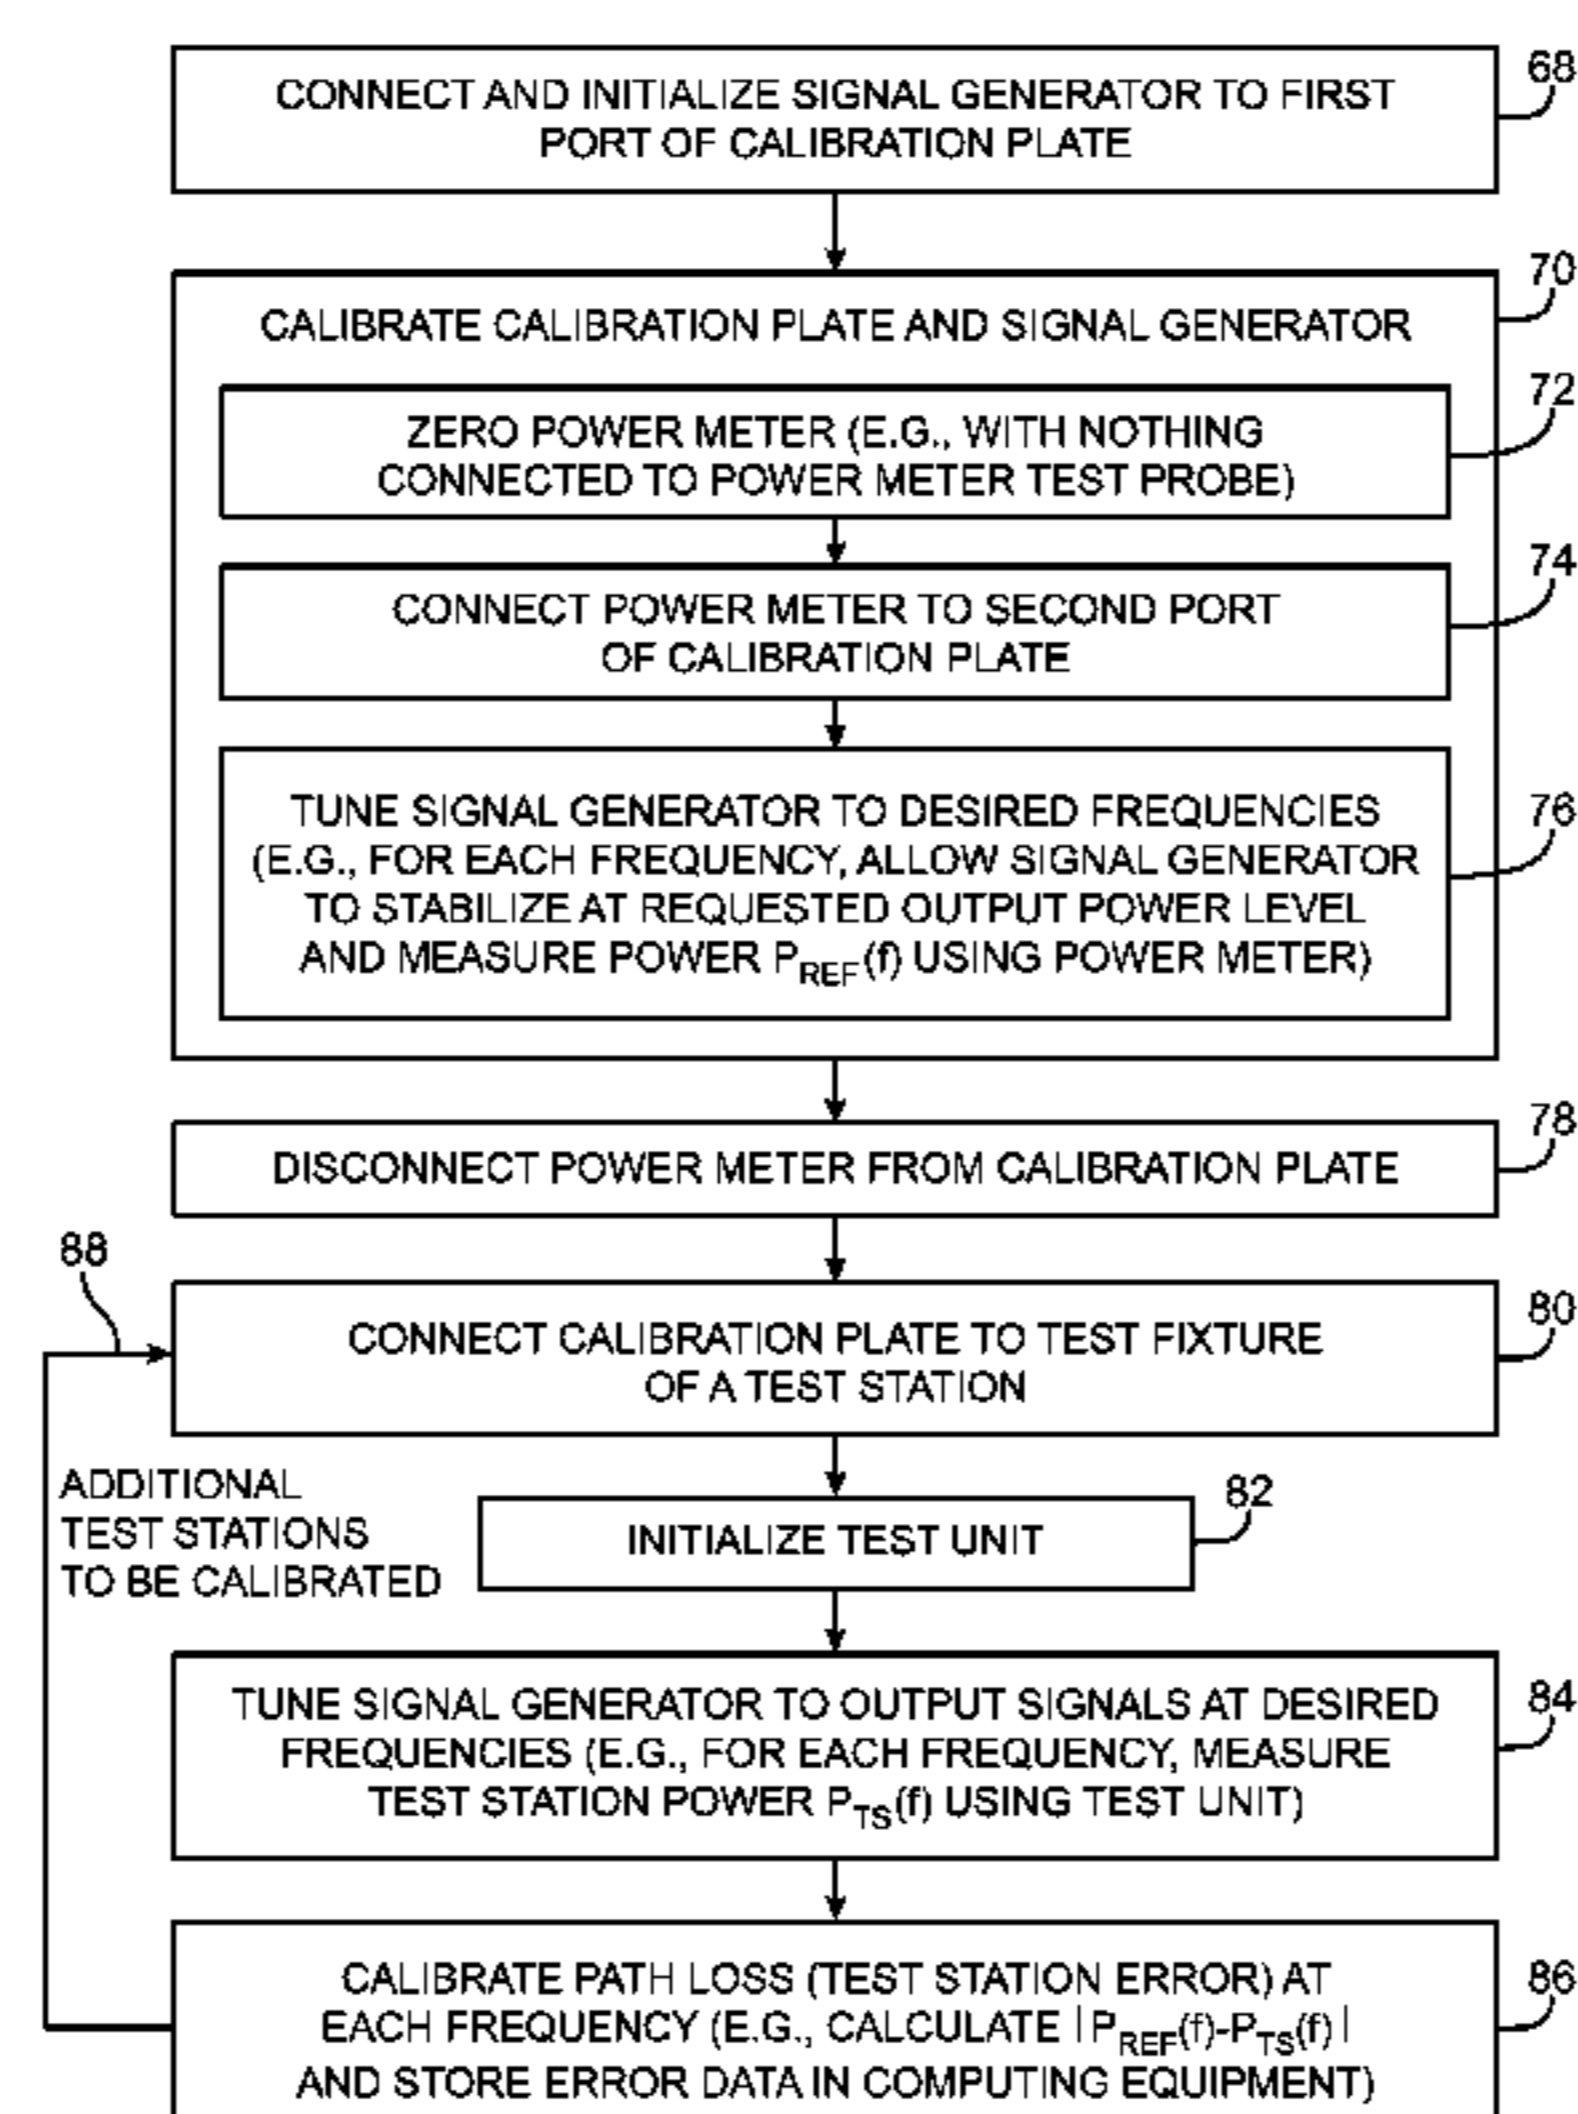 68
CONNECT AND INITIALIZE SIGNAL GENERATOR TO FIRST
PORT OF CALIBRATION PLATE
70
CALIBRATE CALIBRATION PLATE AND SIGNAL GENERATOR
72
ZERO POWER METER (E.G., WITH NOTHING
CONNECTED TO POWER METER TEST PROBE)
74
CONNECT POWER METER TO SECOND PORT
OF CALIBRATION PLATE
76
TUNE SIGNAL GENERATOR TO DESIRED FREQUENCIES
(E.G., FOR EACH FREQUENCY, ALLOW SIGNAL GENERATOR
TO STABILIZE AT REQUESTED OUTPUT POWER LEVEL
AND MEASURE POWER PREF(f) USING POWER METER)
78
DISCONNECT POWER METER FROM CALIBRATION PLATE
88
80
CONNECT CALIBRATION PLATE TO TEST FIXTURE
OF A TEST STATION
ADDITIONAL
TEST STATIONS
TO BE CALIBRATED
82
INITIALIZE TEST UNIT
84
TUNE SIGNAL GENERATOR TO OUTPUT SIGNALS AT DESIRED
FREQUENCIES (E.G., FOR EACH FREQUENCY, MEASURE
TEST STATION POWER PTS(f) USING TEST UNIT)
86
CALIBRATE PATH LOSS (TEST STATION ERROR) AT
EACH FREQUENCY (E.G., CALCULATE |PREF(f)-PTS(f)|
AND STORE ERROR DATA IN COMPUTING EQUIPMENT)